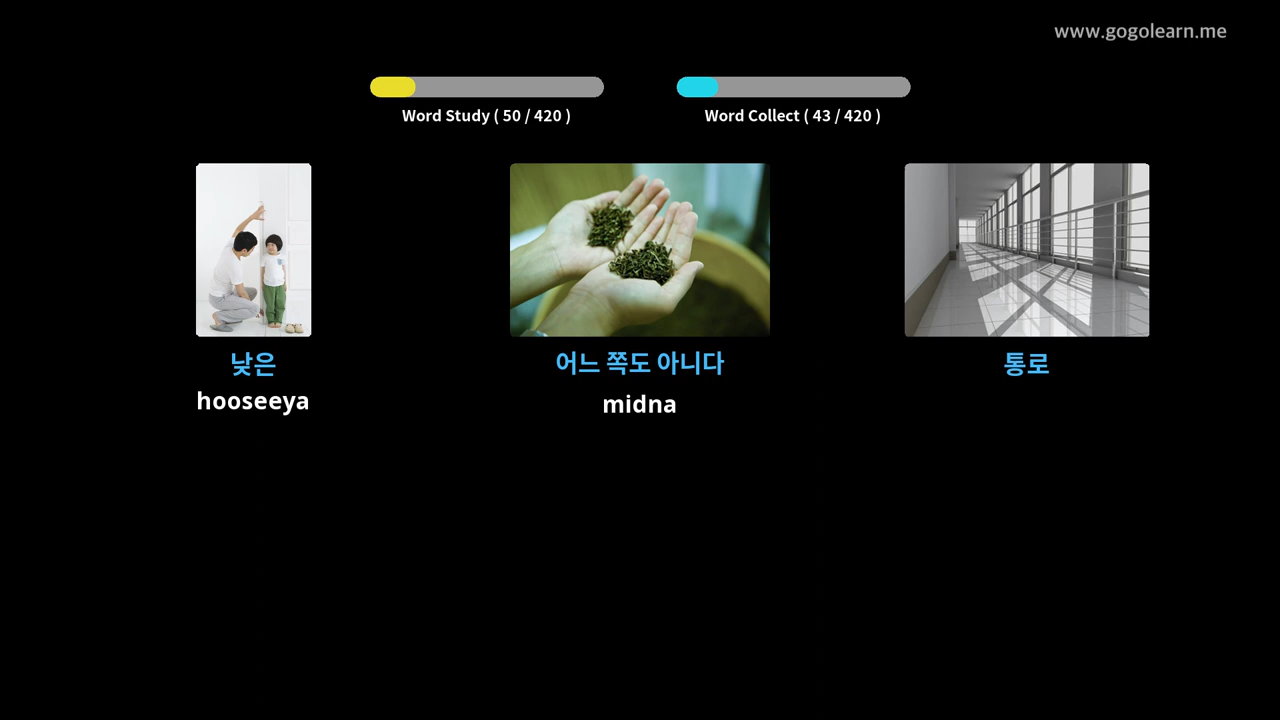 www.gogolearn.me
Word Study ( 50 / 420 )
Word Collect ( 43 / 420 )
낮은
hooseeya
어느 쪽도 아니다
midna
통로